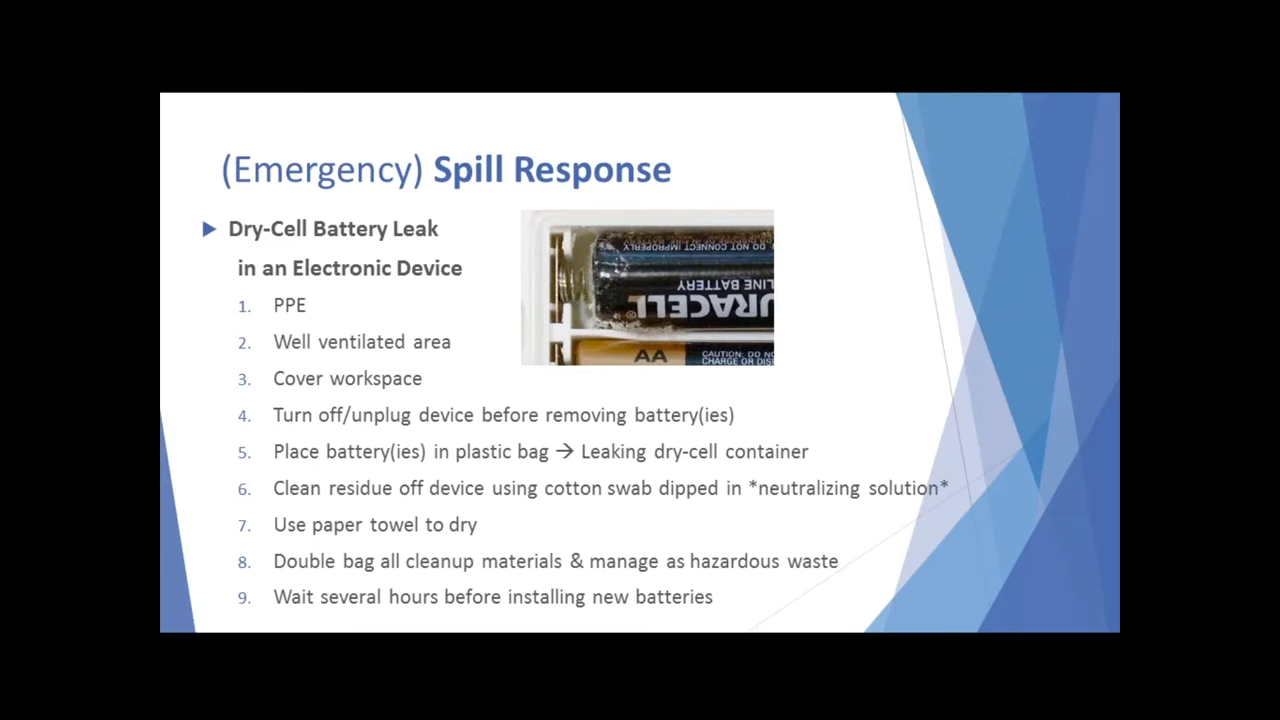 (Emergency) Spill Response
Dry-Cell Battery Leak
in an Electronic Device
1. PPE
2. Well ventilated area
3. Cover workspace
4. Turn off/unplug device before removing battery(ies)
5. Place battery(ies) in plastic bag → Leaking dry-cell container
6. Clean residue off device using cotton swab dipped in *neutralizing solution*
7. Use paper towel to dry
8. Double bag all cleanup materials & manage as hazardous waste
9. Wait several hours before installing new batteries
DO NOT CONNECT IMPROPERLY
LINE BATTERY
URACELL
AA
CAUTION: DO NO
CHARGE OR DIS